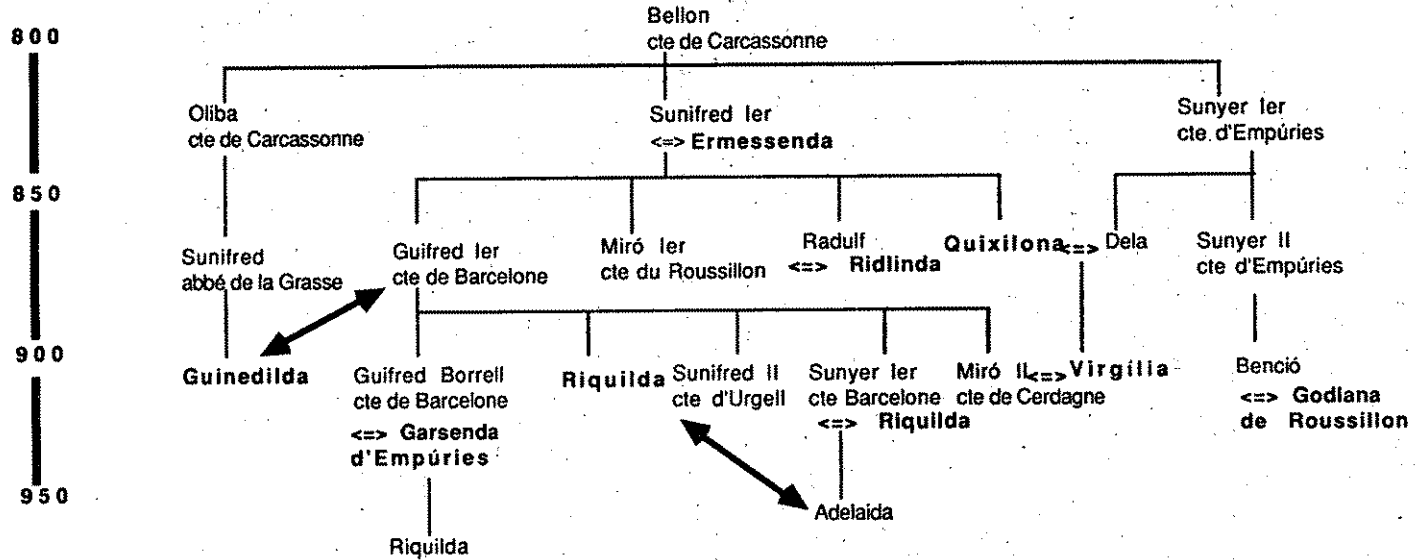 800
Bellon
cte de Carcassonne
Oliba
cte de Carcassonne
Sunifred Ier
<=> Ermessenda
Sunyer Ier
cte. d'Empúries
850
Sunifred
abbé de la Grasse
Guifred Ier
cte de Barcelone
Miró Ier
cte du Roussillon
Radulf
<=> Ridlinda
Quixilona <=> Dela
Sunyer II
cte d'Empúries
900
Guinedilda
Guifred Borrell
cte de Barcelone
<=> Garsenda
d'Empúries
Riquilda
Sunifred II
cte d'Urgell
Sunyer Ier
cte Barcelone
<=> Riquilda
Miró II <=> Virgília
cte de Cerdagne
Benció
<=> Godlana
de Roussillon
950
Adelaida
Riquilda